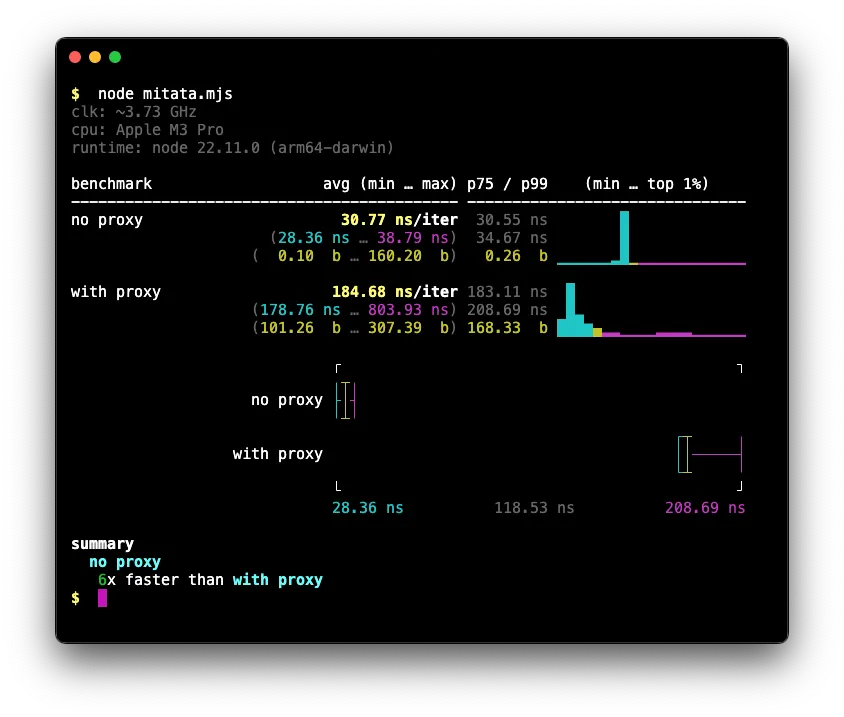 $ node mitata.mjs
clk: ~3.73 GHz
cpu: Apple M3 Pro
runtime: node 22.11.0 (arm64-darwin)
benchmark avg (min … max) p75 / p99 (min … top 1%)
no proxy 30.77 ns/iter 30.55 ns
(28.36 ns … 38.79 ns) 34.67 ns
( 0.10 b … 160.20 b) 0.26 b
with proxy 184.68 ns/iter 183.11 ns
(178.76 ns … 803.93 ns) 208.69 ns
(101.26 b … 307.39 b) 168.33 b
no proxy
with proxy
28.36 ns 118.53 ns 208.69 ns
summary
no proxy
6x faster than with proxy
$